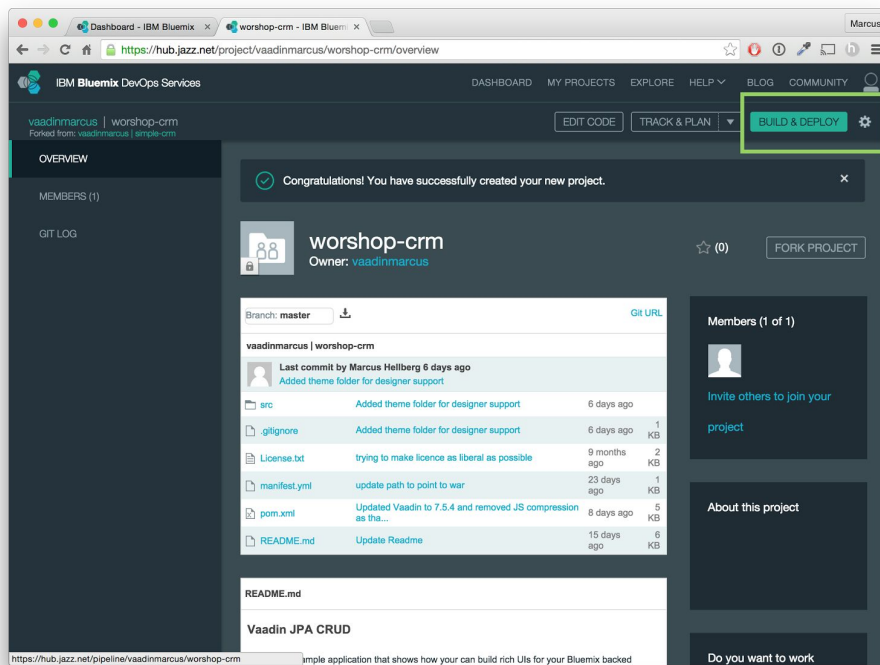 Dashboard - IBM Bluemix
worshop-crm - IBM Bluem
Marcus
https://hub.jazz.net/project/vaadinmarcus/worshop-crm/overview
IBM Bluemix DevOps Services
DASHBOARD MY PROJECTS EXPLORE HELP BLOG COMMUNITY
vaadinmarcus | worshop-crm
Forked from: vaadinmarcus | simple-crm
EDIT CODE TRACK & PLAN BUILD & DEPLOY
OVERVIEW
MEMBERS (1)
GIT LOG
Congratulations! You have successfully created your new project.
worshop-crm
Owner: vaadinmarcus
(0)
FORK PROJECT
Branch: master
Git URL
vaadinmarcus | worshop-crm
Last commit by Marcus Hellberg 6 days ago
Added theme folder for designer support
src Added theme folder for designer support 6 days ago
.gitignore Added theme folder for designer support 6 days ago 1 KB
License.txt trying to make licence as liberal as possible 9 months ago 2 KB
manifest.yml update path to point to war 23 days ago 1 KB
pom.xml Updated Vaadin to 7.5.4 and removed JS compression as tha... 8 days ago 5 KB
README.md Update Readme 15 days ago 6 KB
Members (1 of 1)
Invite others to join your
project
About this project
README.md
Vaadin JPA CRUD
ample application that shows how your can build rich UIs for your Bluemix backed
Do you want to work
https://hub.jazz.net/pipeline/vaadinmarcus/worshop-crm